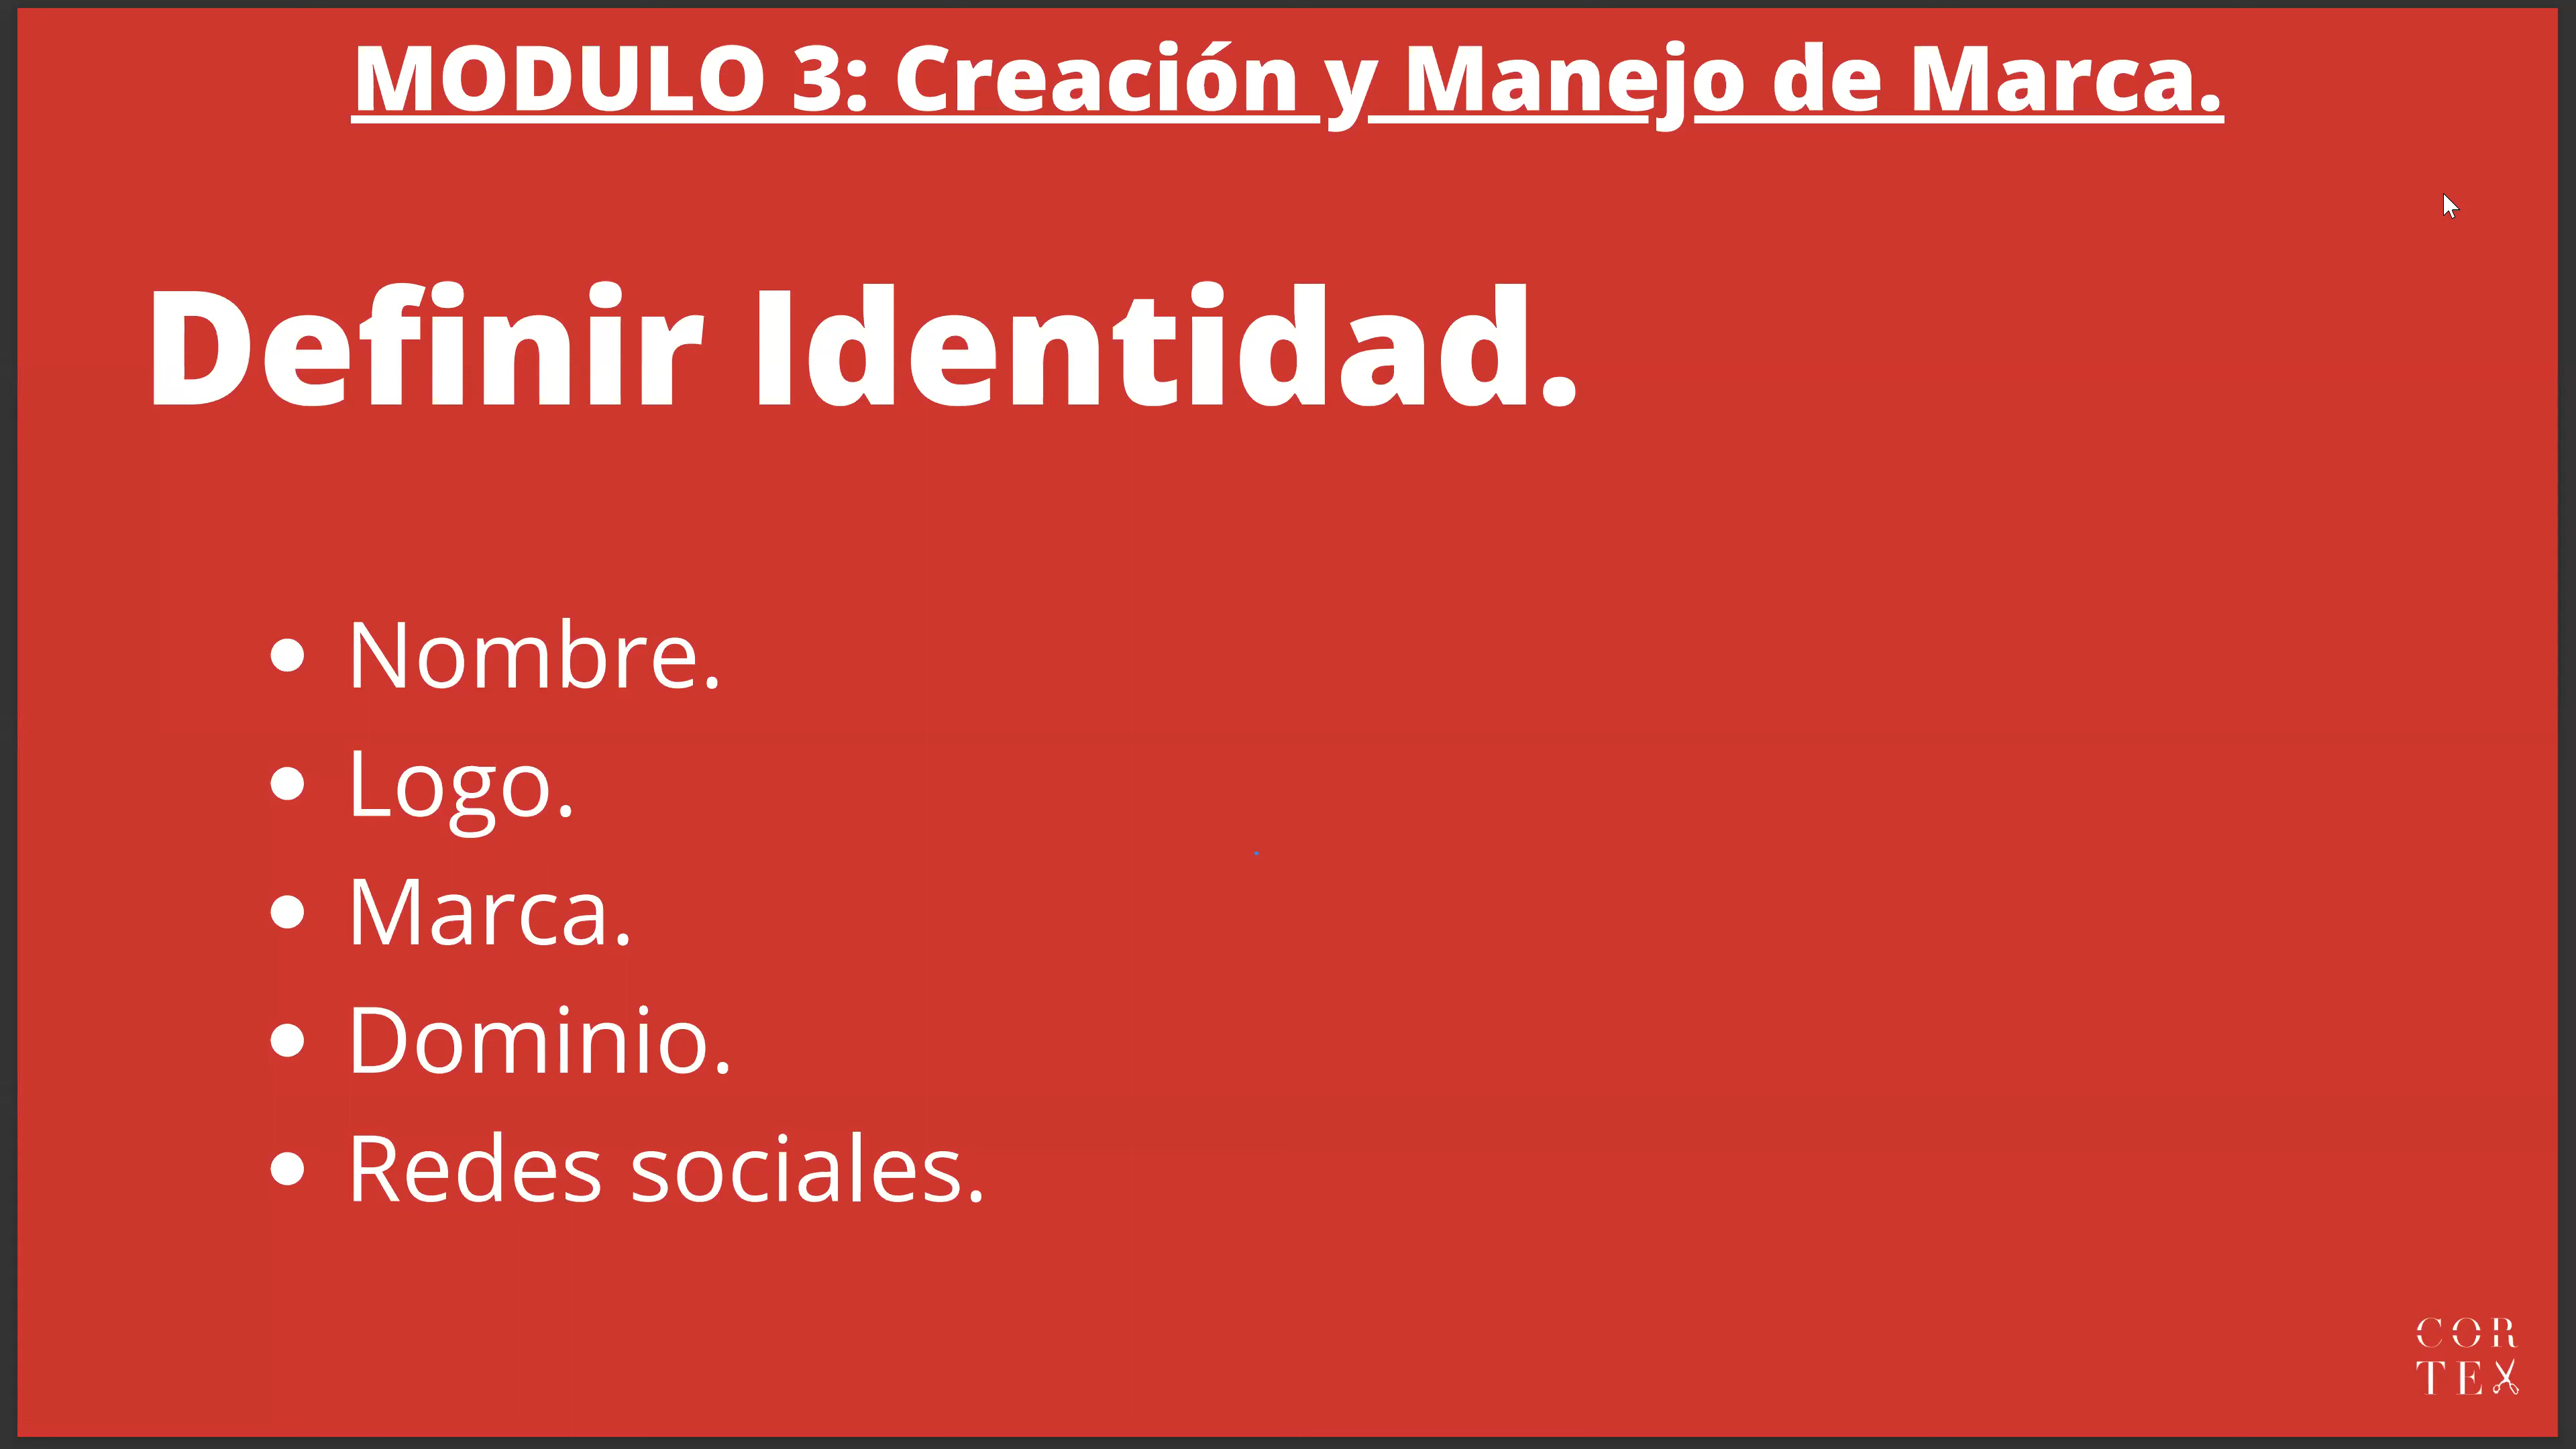 MODULO 3: Creación y Manejo de Marca.
Definir Identidad.
• Nombre.
• Logo.
• Marca.
• Dominio.
• Redes sociales.
COR
TEX